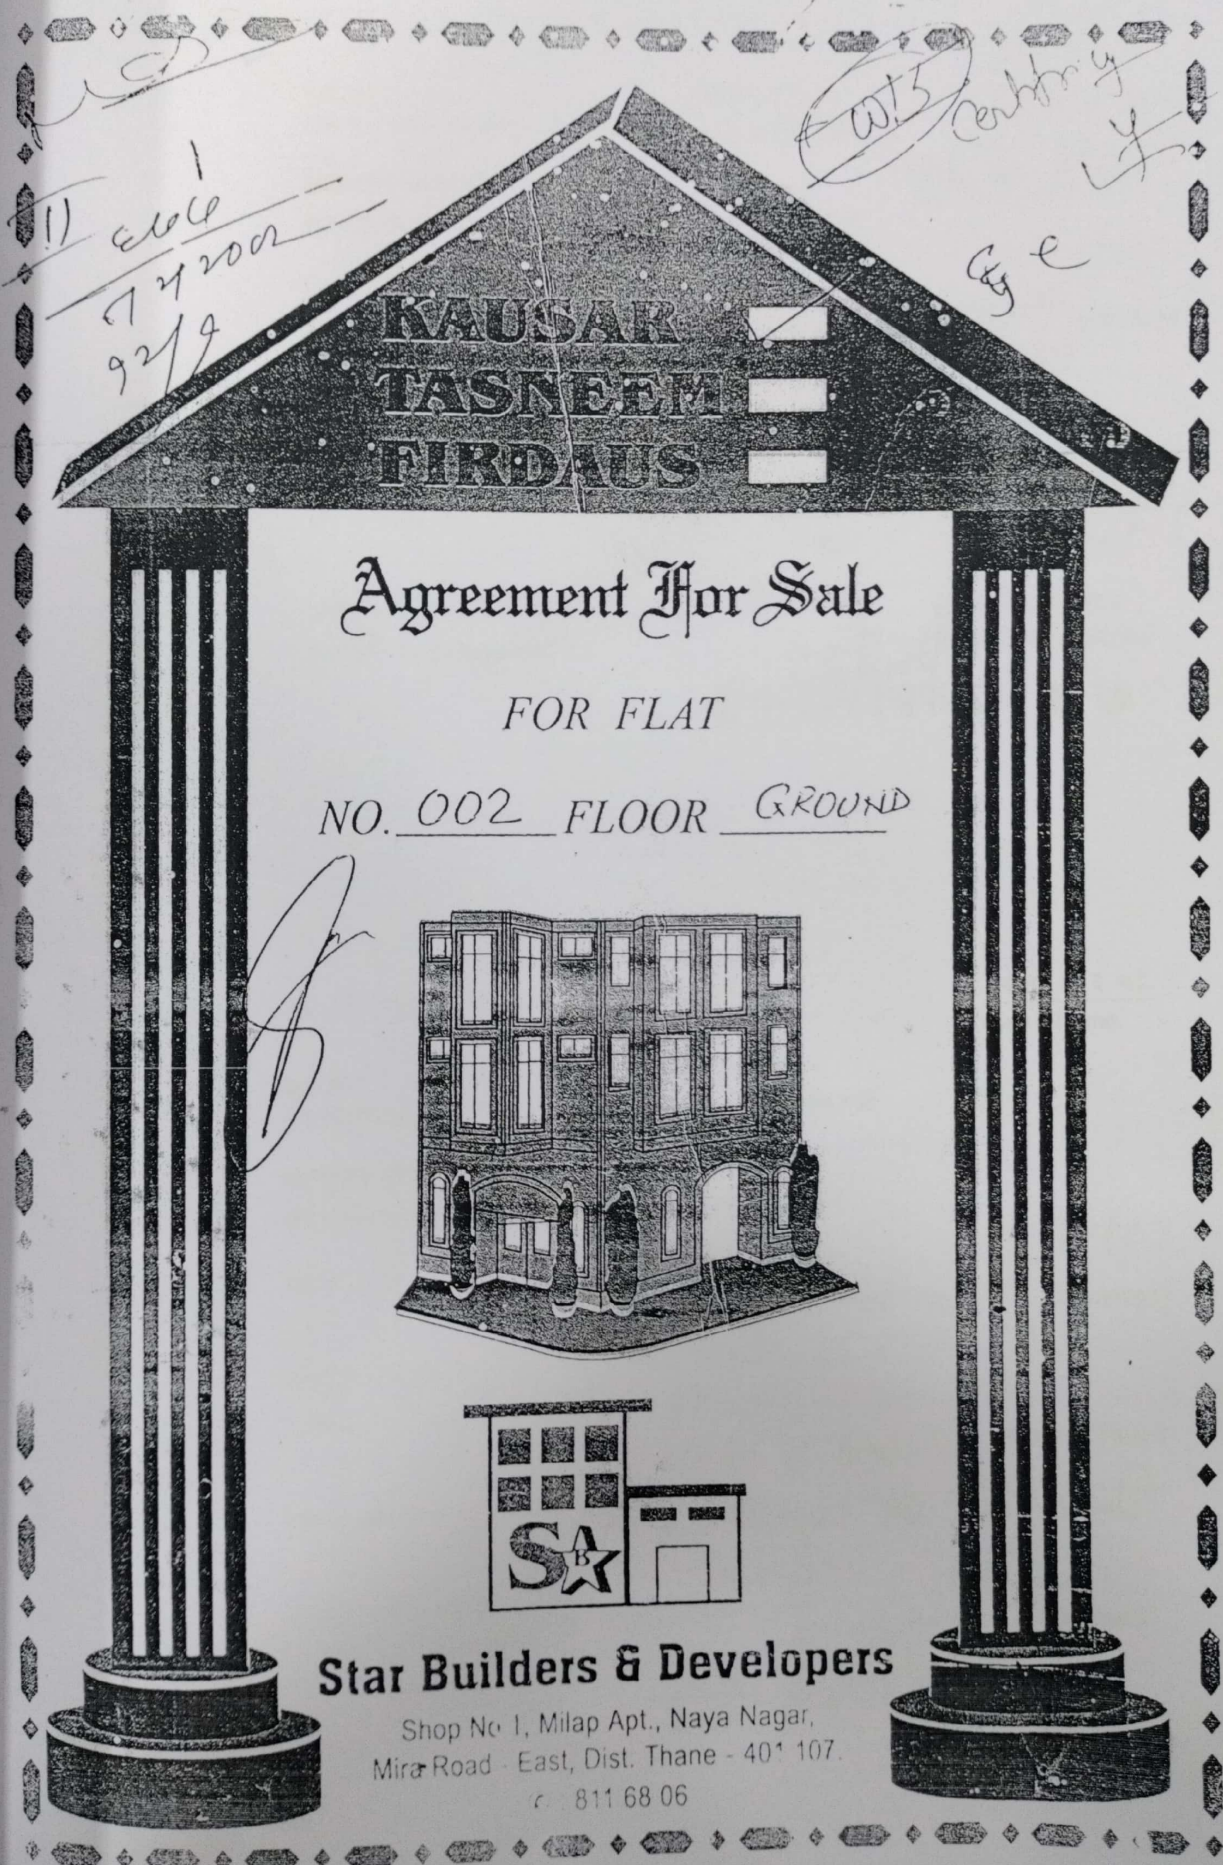 KAUSAR
TASNEEM
FIRDAUS
Agreement For Sale
FOR FLAT
NO. 002 FLOOR GROUND
SAB
Star Builders & Developers
Shop No 1, Milap Apt., Naya Nagar,
Mira Road - East, Dist. Thane - 401 107.
811 68 06